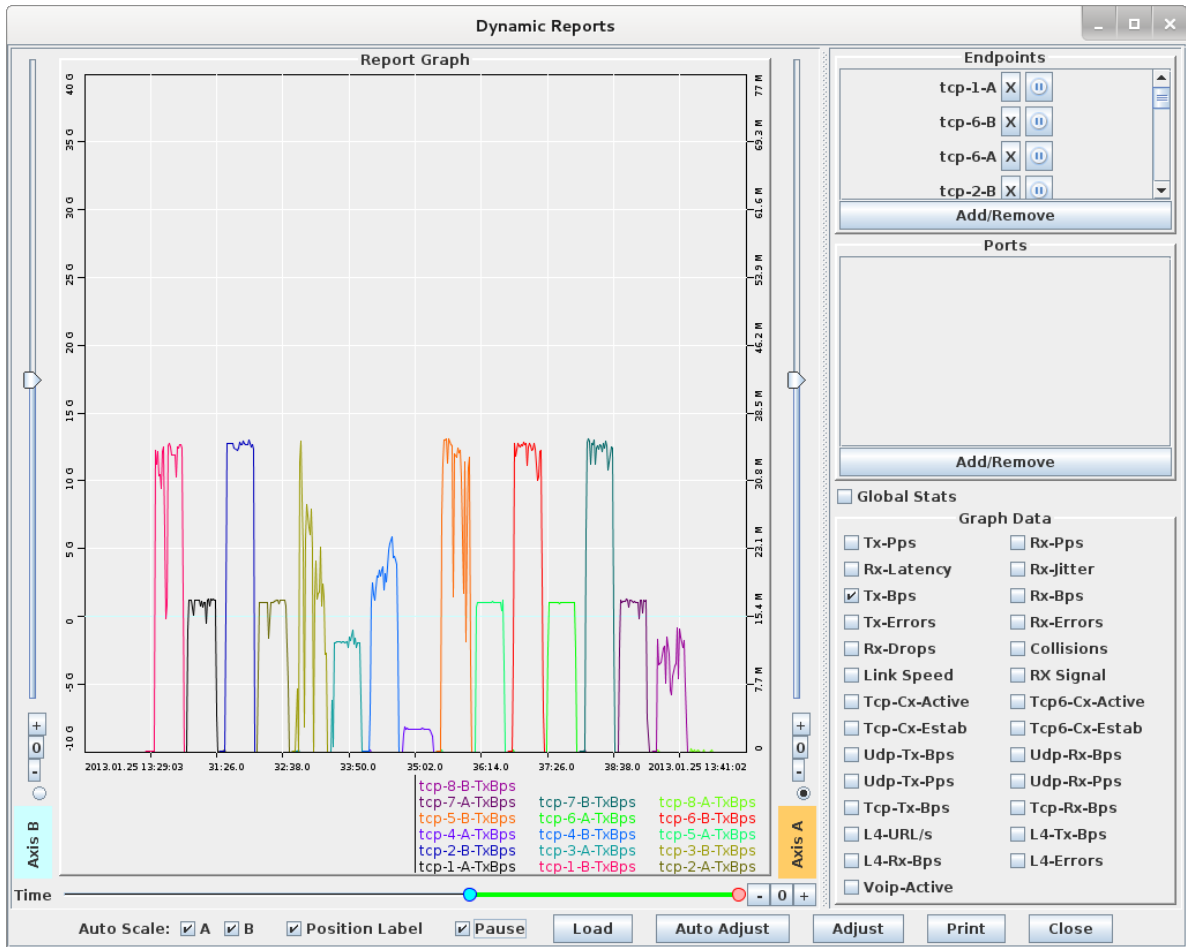 Dynamic Reports
Report Graph
40 G
35 G
30 G
25 G
20 G
15 G
10 G
5 G
0
-5 G
-10 G
77 M
69.3 M
61.6 M
53.9 M
46.2 M
38.5 M
30.8 M
23.1 M
15.4 M
7.7 M
0
2013.01.25 13:29:03 31:26.0 32:38.0 33:50.0 35:02.0 36:14.0 37:26.0 38:38.0 2013.01.25 13:41:02
tcp-8-B-TxBps
tcp-7-A-TxBps tcp-7-B-TxBps tcp-8-A-TxBps
tcp-5-B-TxBps tcp-6-A-TxBps tcp-6-B-TxBps
tcp-4-A-TxBps tcp-4-B-TxBps tcp-5-A-TxBps
tcp-2-B-TxBps tcp-3-A-TxBps tcp-3-B-TxBps
tcp-1-A-TxBps tcp-1-B-TxBps tcp-2-A-TxBps
+
0
-
Axis B
+
0
-
Axis A
Time - 0 +
Endpoints
tcp-1-A X
tcp-6-B X
tcp-6-A X
tcp-2-B X
Add/Remove
Ports
Add/Remove
Global Stats
Graph Data
Tx-Pps Rx-Pps
Rx-Latency Rx-Jitter
Tx-Bps Rx-Bps
Tx-Errors Rx-Errors
Rx-Drops Collisions
Link Speed RX Signal
Tcp-Cx-Active Tcp6-Cx-Active
Tcp-Cx-Estab Tcp6-Cx-Estab
Udp-Tx-Bps Udp-Rx-Bps
Udp-Tx-Pps Udp-Rx-Pps
Tcp-Tx-Bps Tcp-Rx-Bps
L4-URL/s L4-Tx-Bps
L4-Rx-Bps L4-Errors
Voip-Active
Auto Scale: A B Position Label Pause Load Auto Adjust Adjust Print Close